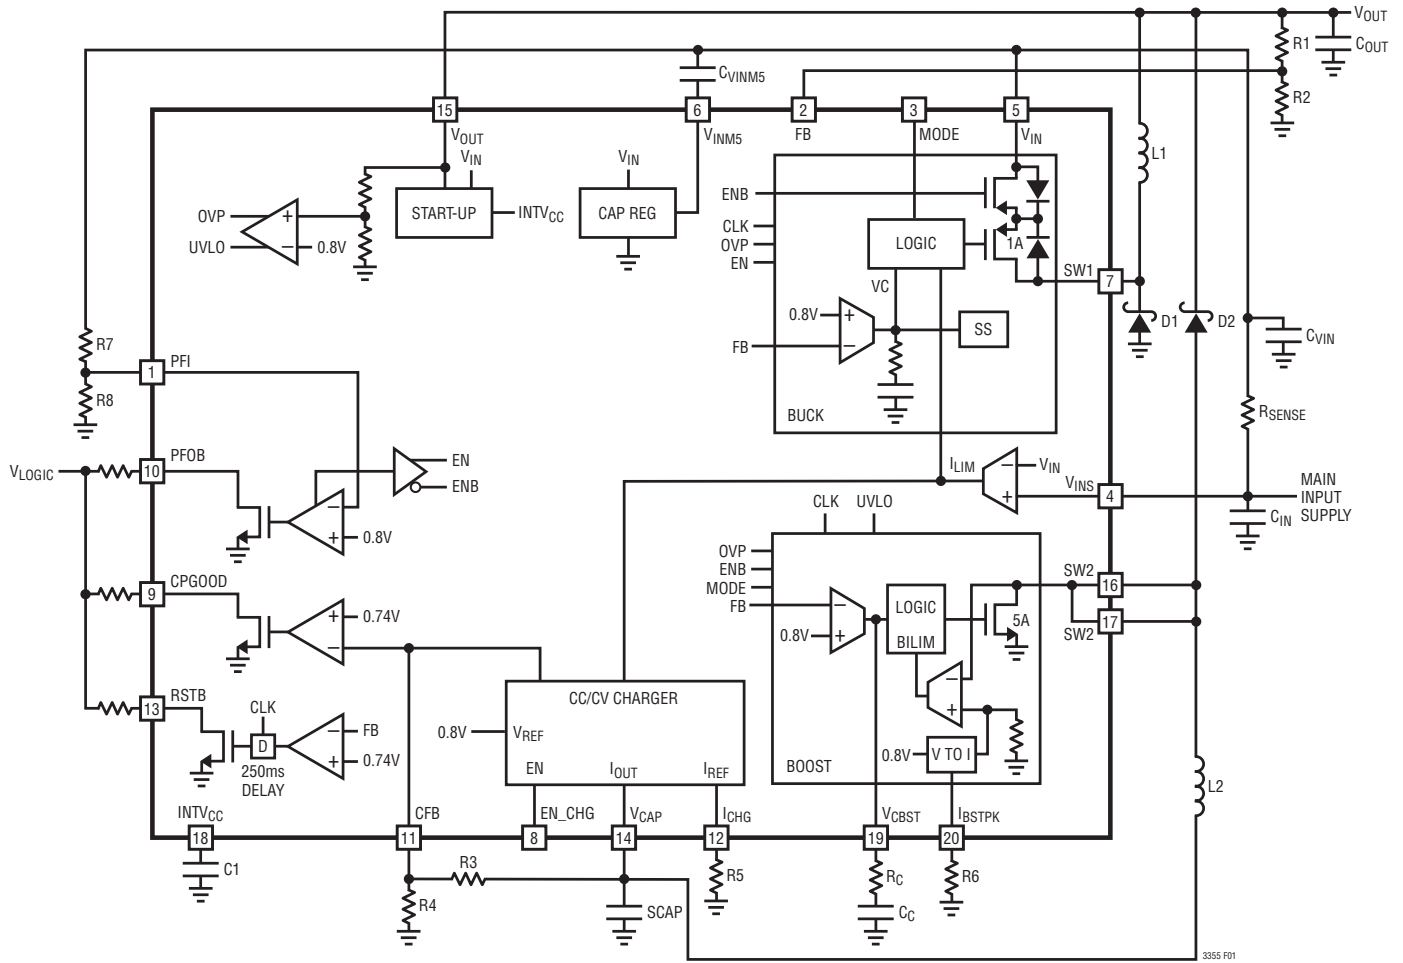 VOUT
R1
COUT
R2
CVINM5
15
6
2
3
5
VOUT
VINM5
FB
MODE
VIN
L1
VIN
VIN
ENB
START-UP
INTVCC
CAP REG
OVP
+
UVLO
–
0.8V
CLK
OVP
EN
LOGIC
1A
SW1
7
VC
D1
D2
0.8V
+
SS
FB
–
CVIN
R7
PFI
1
R8
BUCK
RSENSE
PFOB
VLOGIC
10
EN
ENB
ILIM
–
VIN
+
VINS
4
MAIN
INPUT
SUPPLY
CIN
–
+
0.8V
CLK
UVLO
OVP
ENB
MODE
FB
–
0.8V
+
LOGIC
BILIM
5A
SW2
16
17
SW2
CPGOOD
9
+
0.74V
–
–
+
RSTB
13
CLK
D
250ms
DELAY
–
FB
+
0.74V
CC/CV CHARGER
0.8V
VREF
EN
IOUT
IREF
0.8V
V TO I
BOOST
L2
INTVCC
18
CFB
11
EN_CHG
8
VCAP
14
ICHG
12
VCBST
19
IBSTPK
20
C1
R3
R4
SCAP
R5
RC
CC
R6
3355 F01